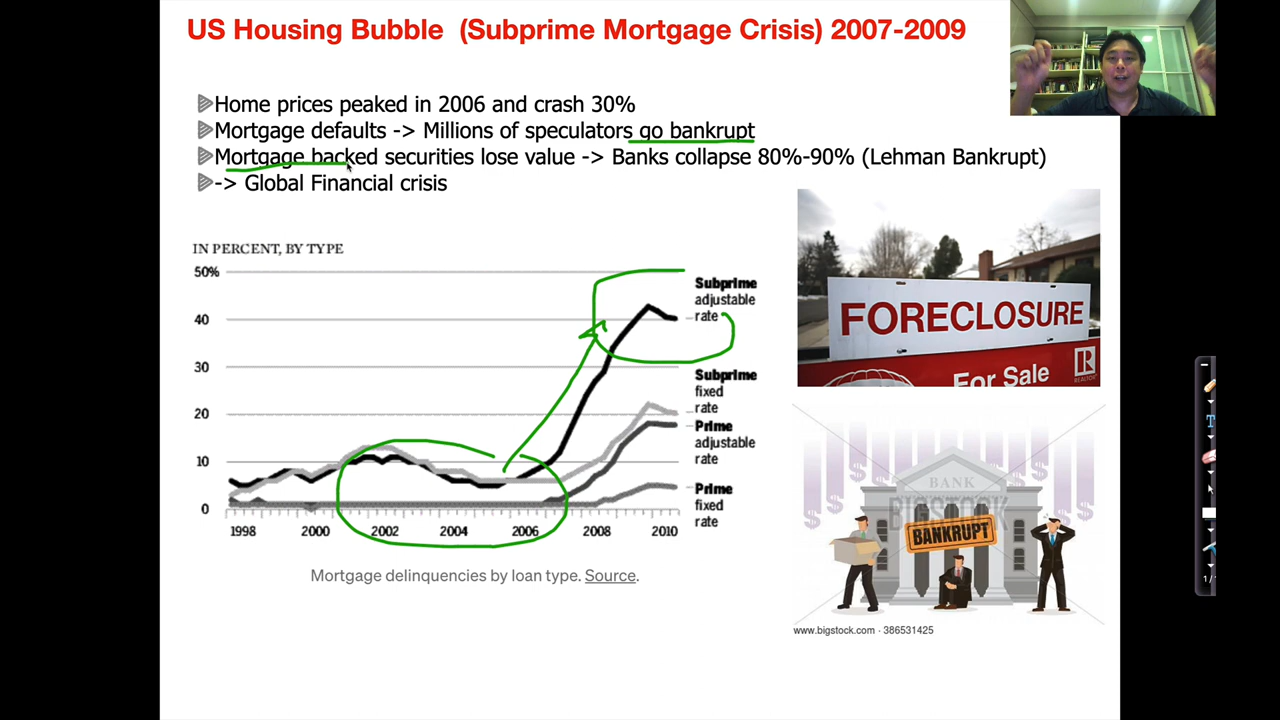 US Housing Bubble (Subprime Mortgage Crisis) 2007-2009
Home prices peaked in 2006 and crash 30%
Mortgage defaults -> Millions of speculators go bankrupt
Mortgage backed securities lose value -> Banks collapse 80%-90% (Lehman Bankrupt)
-> Global Financial crisis
IN PERCENT, BY TYPE
50%
40
30
20
10
0
1998 2000 2002 2004 2006 2008 2010
Subprime
adjustable
rate
Subprime
fixed
rate
Prime
adjustable
rate
Prime
fixed
rate
Mortgage delinquencies by loan type. Source.
FORECLOSURE
For Sale
R
REALTOR
BANK
BIGSTOCK
BANKRUPT
www.bigstock.com · 386531425
T
1/